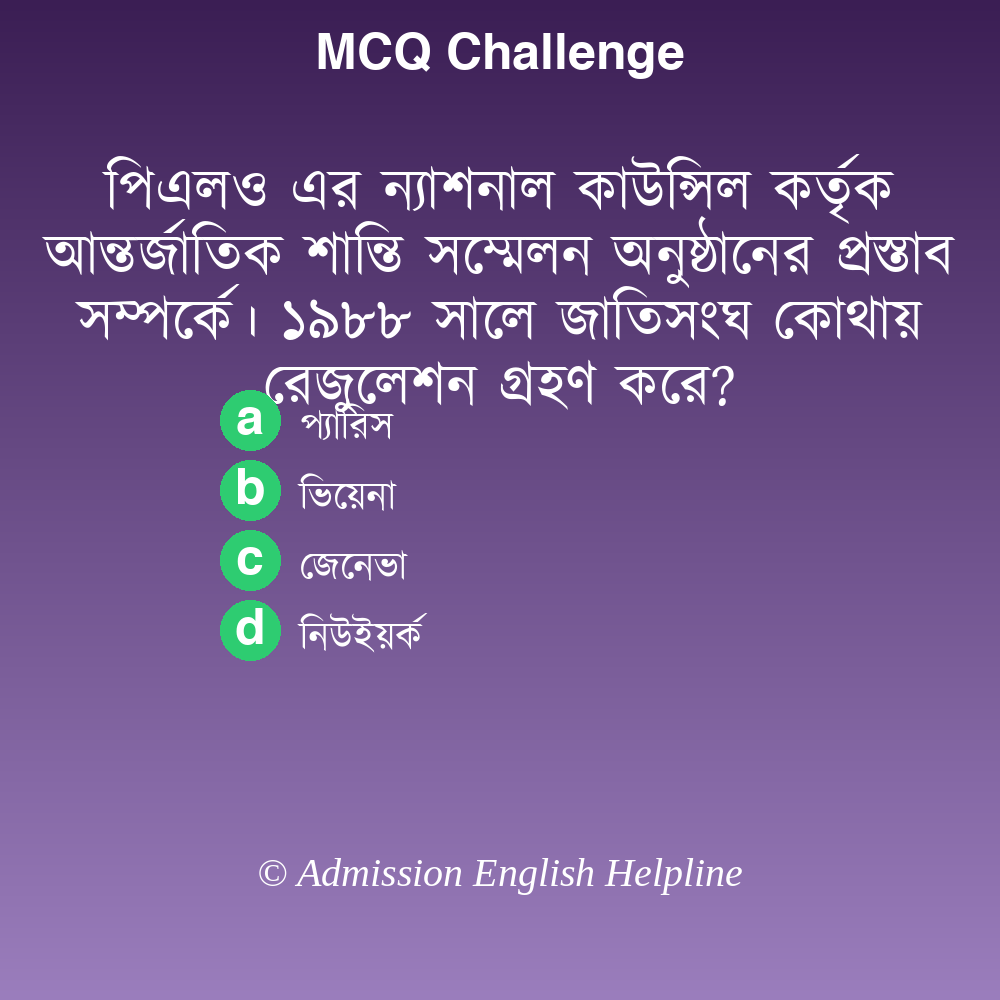 MCQ Challenge
পিএলও এর ন্যাশনাল কাউন্সিল কর্তৃক
আন্তর্জাতিক শান্তি সম্মেলন অনুষ্ঠানের প্রস্তাব
সম্পর্কে। ১৯৮৮ সালে জাতিসংঘ কোথায়
রেজুলেশন গ্রহণ করে?
a প্যারিস
b ভিয়েনা
c জেনেভা
d নিউইয়র্ক
© Admission English Helpline